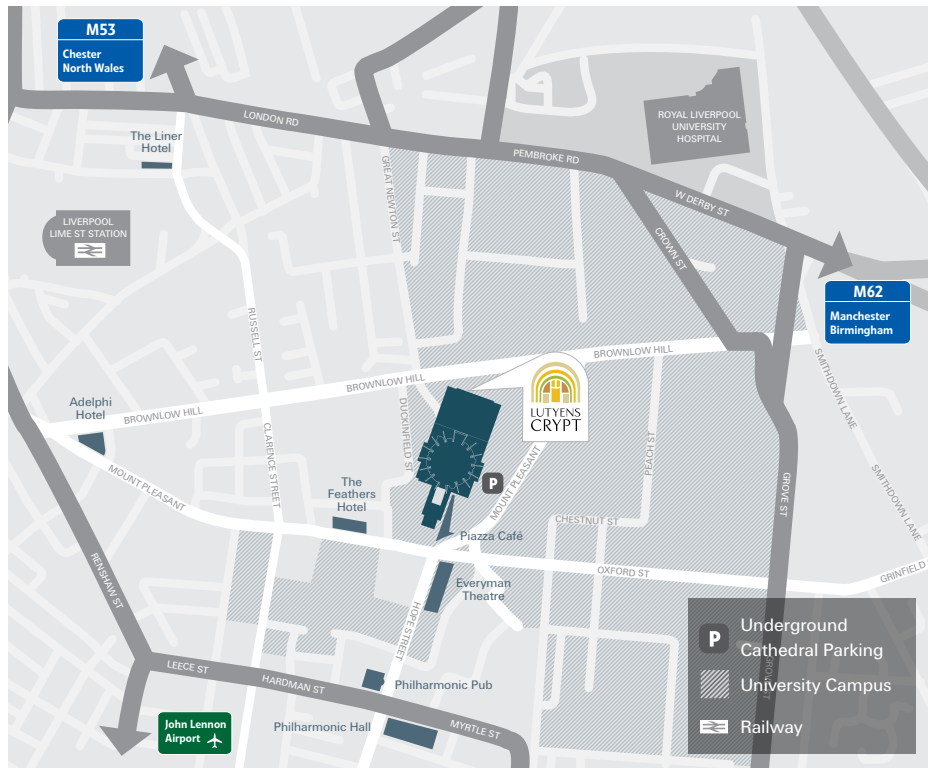 M53
Chester
North Wales
LONDON RD
The Liner
Hotel
ROYAL LIVERPOOL
UNIVERSITY
HOSPITAL
PEMBROKE RD
GREAT NEWTON ST
W DERBY ST
LIVERPOOL
LIME ST STATION
CROWN ST
M62
Manchester
Birmingham
RUSSELL ST
BROWNLOW HILL
BROWNLOW HILL
BROWNLOW HILL
SMITHDOWN LANE
LUTYENS
CRYPT
Adelphi
Hotel
DUCKINFIELD ST
CLARENCE STREET
PEACH ST
MOUNT PLEASANT
MOUNT PLEASANT
The
Feathers
Hotel
P
GROVE ST
SMITHDOWN LANE
CHESTNUT ST
Piazza Café
OXFORD ST
GRINFIELD
RENSHAW ST
Everyman
Theatre
HOPE STREET
P
Underground
Cathedral Parking
University Campus
Railway
LEECE ST
HARDMAN ST
Philharmonic Pub
Philharmonic Hall
MYRTLE ST
John Lennon
Airport